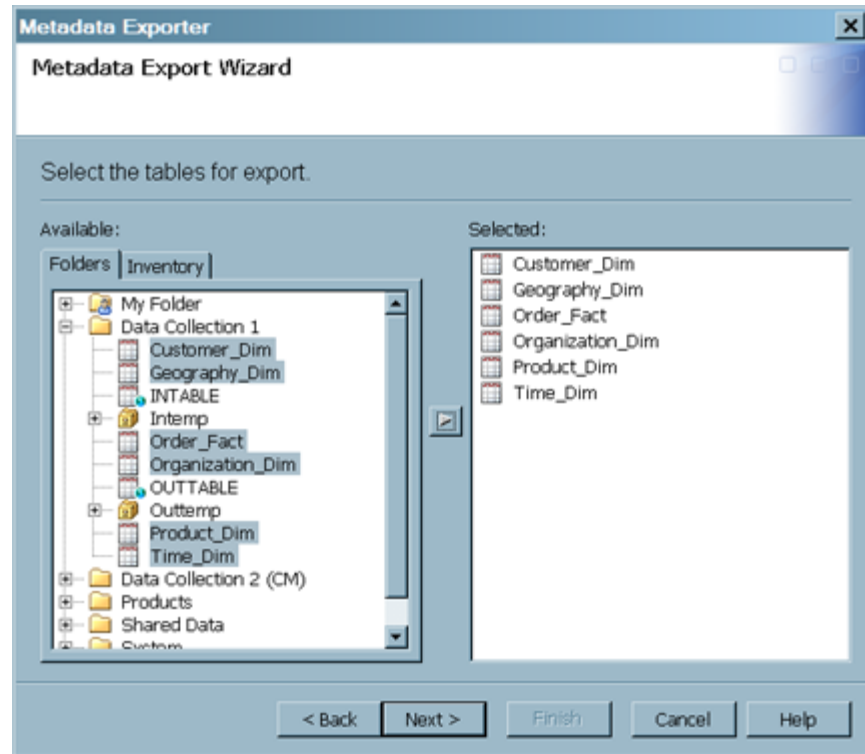 Metadata Exporter
Metadata Export Wizard
Select the tables for export.
Available:
Folders
Inventory
My Folder
Data Collection 1
Customer_Dim
Geography_Dim
INTABLE
Intemp
Order_Fact
Organization_Dim
OUTTABLE
Outtemp
Product_Dim
Time_Dim
Data Collection 2 (CM)
Products
Shared Data
System
Selected:
Customer_Dim
Geography_Dim
Order_Fact
Organization_Dim
Product_Dim
Time_Dim
< Back
Next >
Finish
Cancel
Help